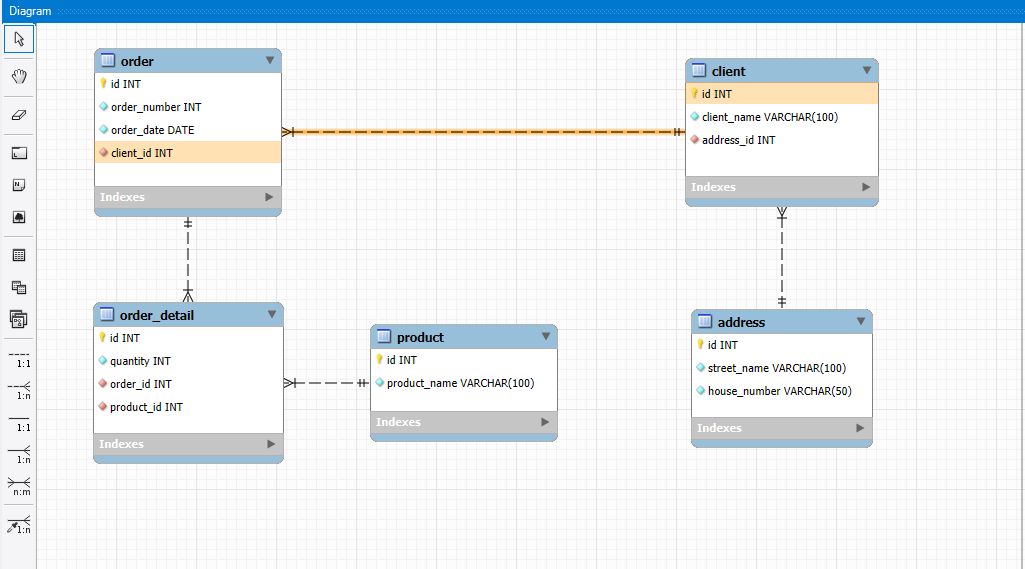 Diagram
order
id INT
order_number INT
order_date DATE
client_id INT
Indexes
client
id INT
client_name VARCHAR(100)
address_id INT
Indexes
order_detail
id INT
quantity INT
order_id INT
product_id INT
Indexes
product
id INT
product_name VARCHAR(100)
Indexes
address
id INT
street_name VARCHAR(100)
house_number VARCHAR(50)
Indexes
1:1
1:n
1:1
1:n
n:m
1:n